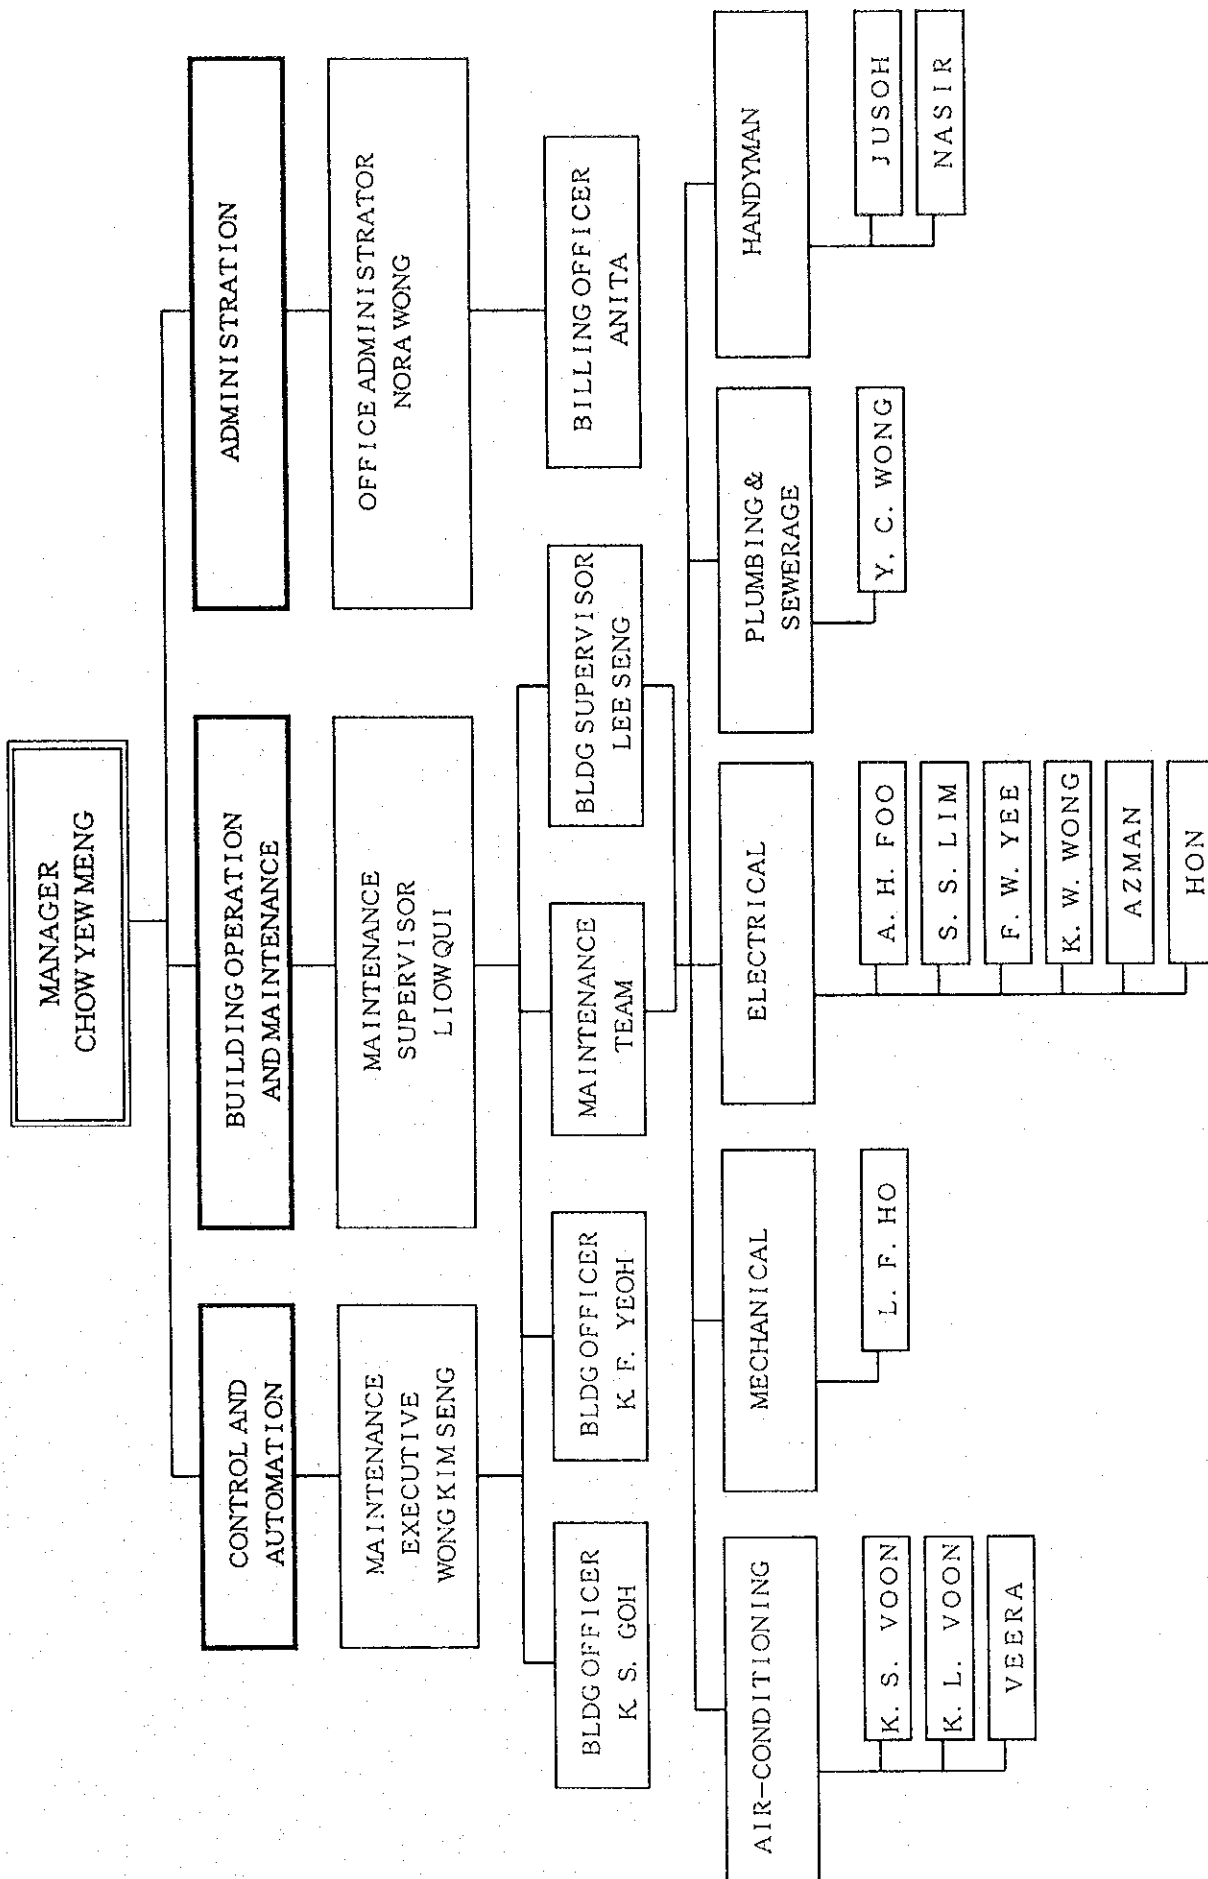 MANAGER
CHOW YEW MENG
CONTROL AND
AUTOMATION
BUILDING OPERATION
AND MAINTENANCE
ADMINISTRATION
MAINTENANCE
EXECUTIVE
WONG KIM SENG
MAINTENANCE
SUPERVISOR
LIOW QUI
OFFICE ADMINISTRATOR
NORA WONG
BLDG OFFICER
K. S. GOH
BLDG OFFICER
K. F. YEOH
MAINTENANCE
TEAM
BLDG SUPERVISOR
LEE SENG
BILLING OFFICER
ANITA
AIR-CONDITIONING
K. S. VOON
K. L. VOON
VEERA
MECHANICAL
L. F. HO
ELECTRICAL
A. H. FOO
S. S. LIM
F. W. YEE
K. W. WONG
AZMAN
HON
PLUMBING &
SEWERAGE
Y. C. WONG
HANDYMAN
JUSOH
NASIR